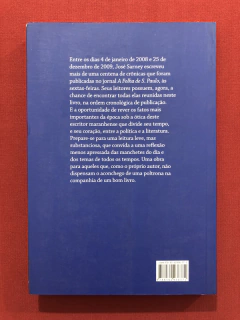 Entre os dias 4 de janeiro de 2008 e 25 de
dezembro de 2009, José Sarney escreveu
mais de uma centena de crônicas que foram
publicadas no jornal A Folha de S. Paulo, às
sextas-feiras. Seus leitores possuem, agora, a
chance de encontrar todas elas reunidas neste
livro, na ordem cronológica de publicação.
É a oportunidade de rever os fatos mais
importantes da época sob a ótica deste
escritor maranhense que divide seu tempo,
e seu coração, entre a política e a literatura.
Prepare-se para uma leitura leve, mas
substanciosa, que convida a uma reflexão
menos apressada das manchetes do dia e
dos temas de todos os tempos. Uma obra
para aqueles que, como o próprio autor, não
dispensam o aconchego de uma poltrona na
companhia de um bom livro.